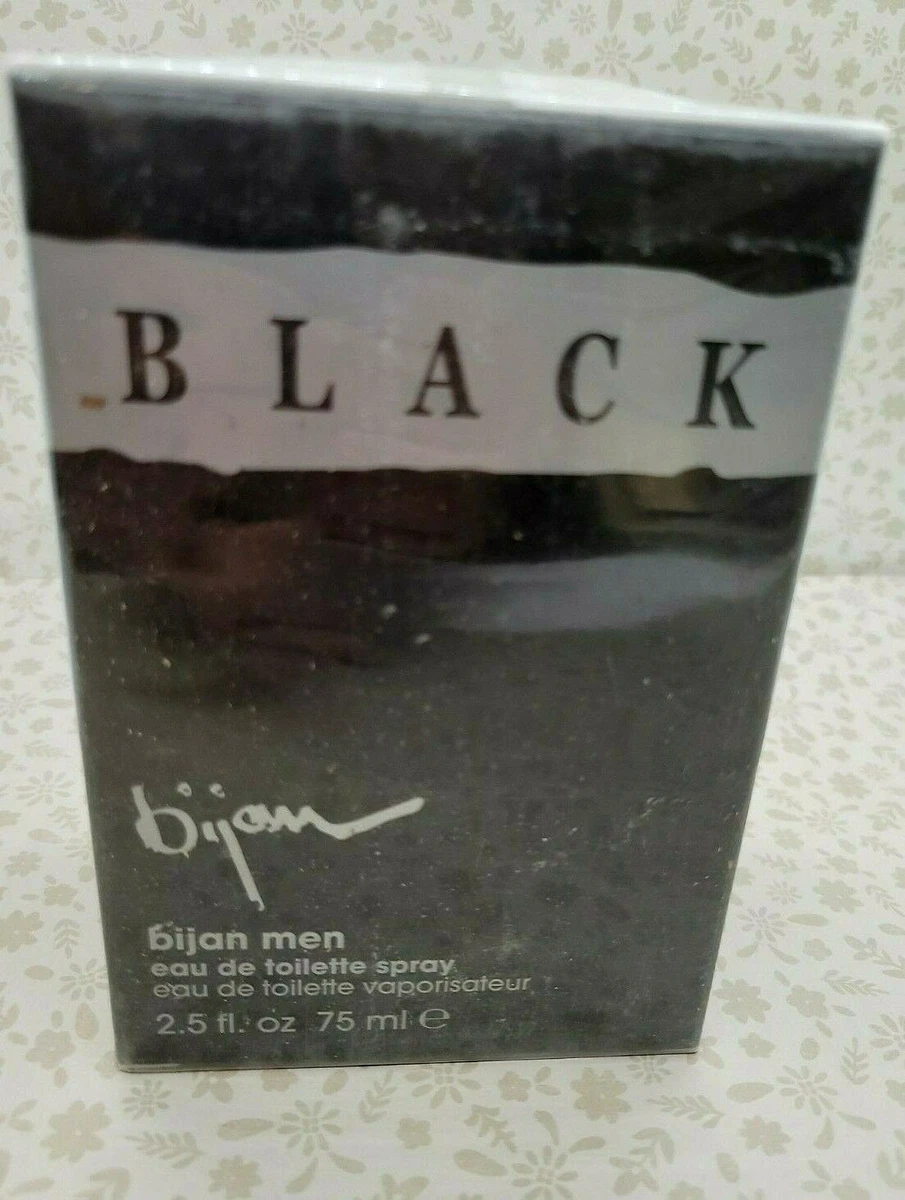 BLACK
bijan
bijan men
eau de toilette spray
eau de toilette vaporisateur
2.5 fl. oz 75 ml e